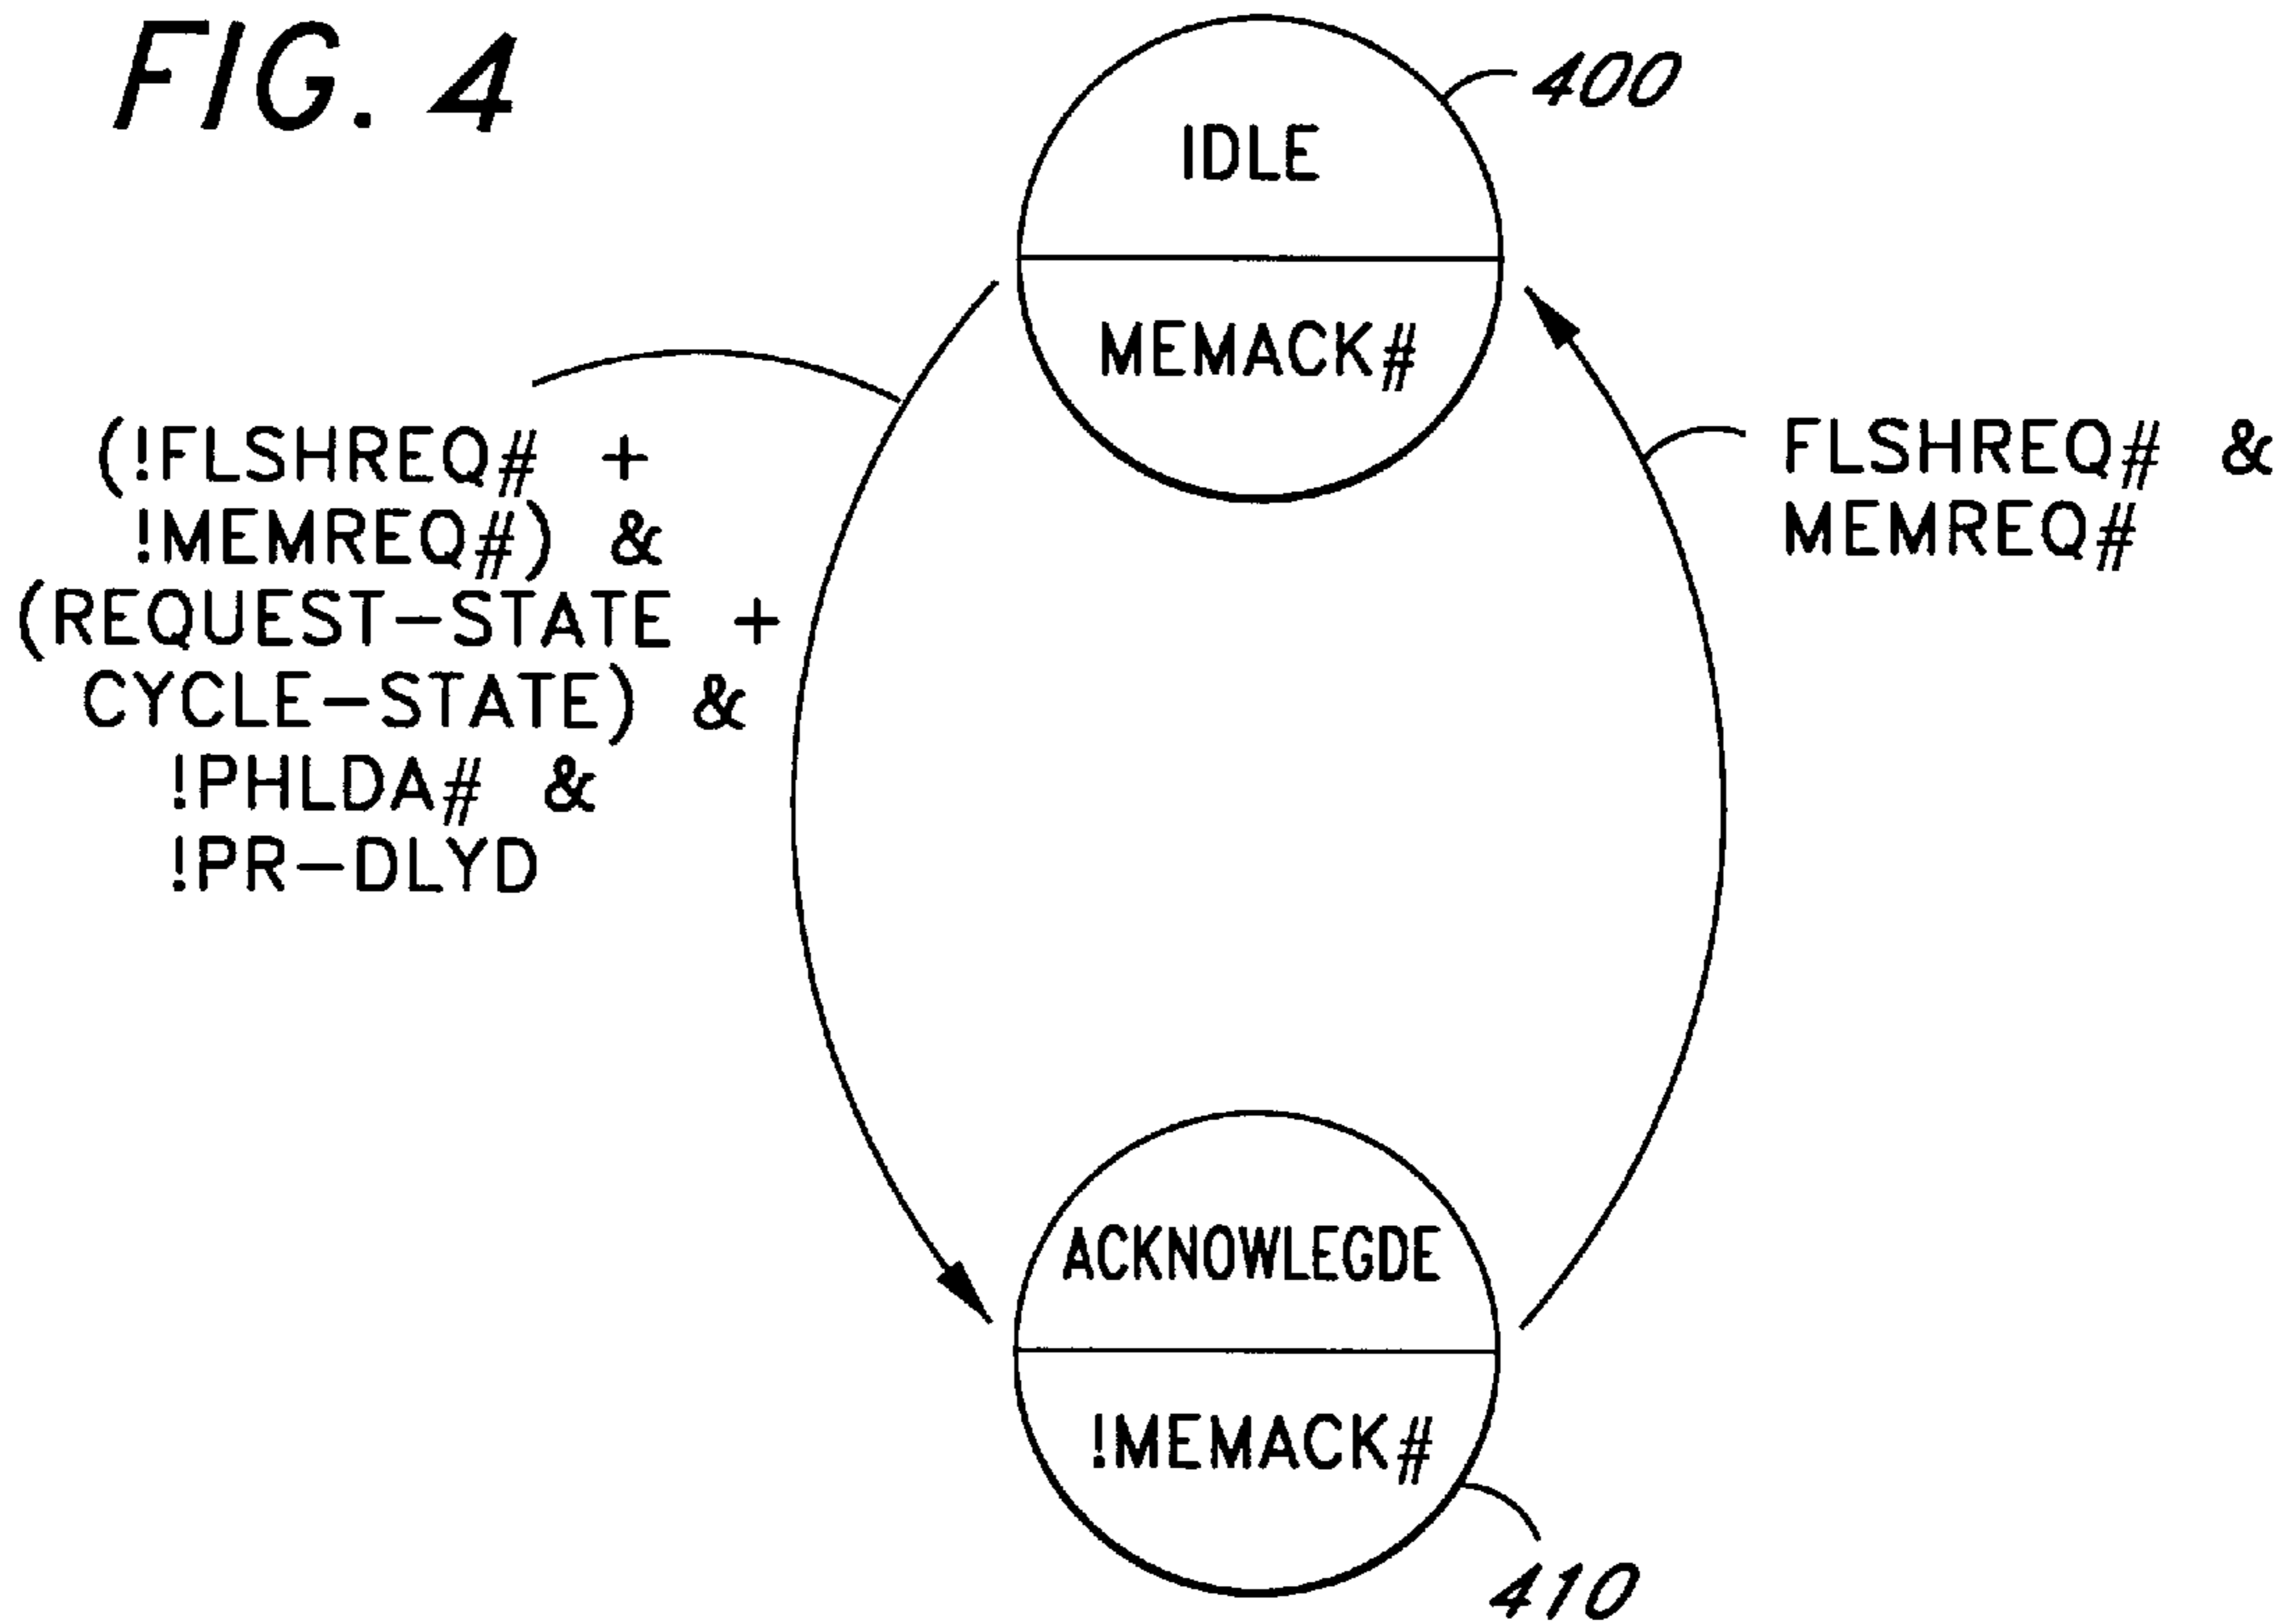 FIG. 4
400
IDLE
MEMACK#
(!FLSHREQ# +
!MEMREQ#) &
(REQUEST-STATE +
CYCLE-STATE) &
!PHLDA# &
!PR-DLYD
FLSHREQ# &
MEMREQ#
ACKNOWLEGDE
!MEMACK#
410